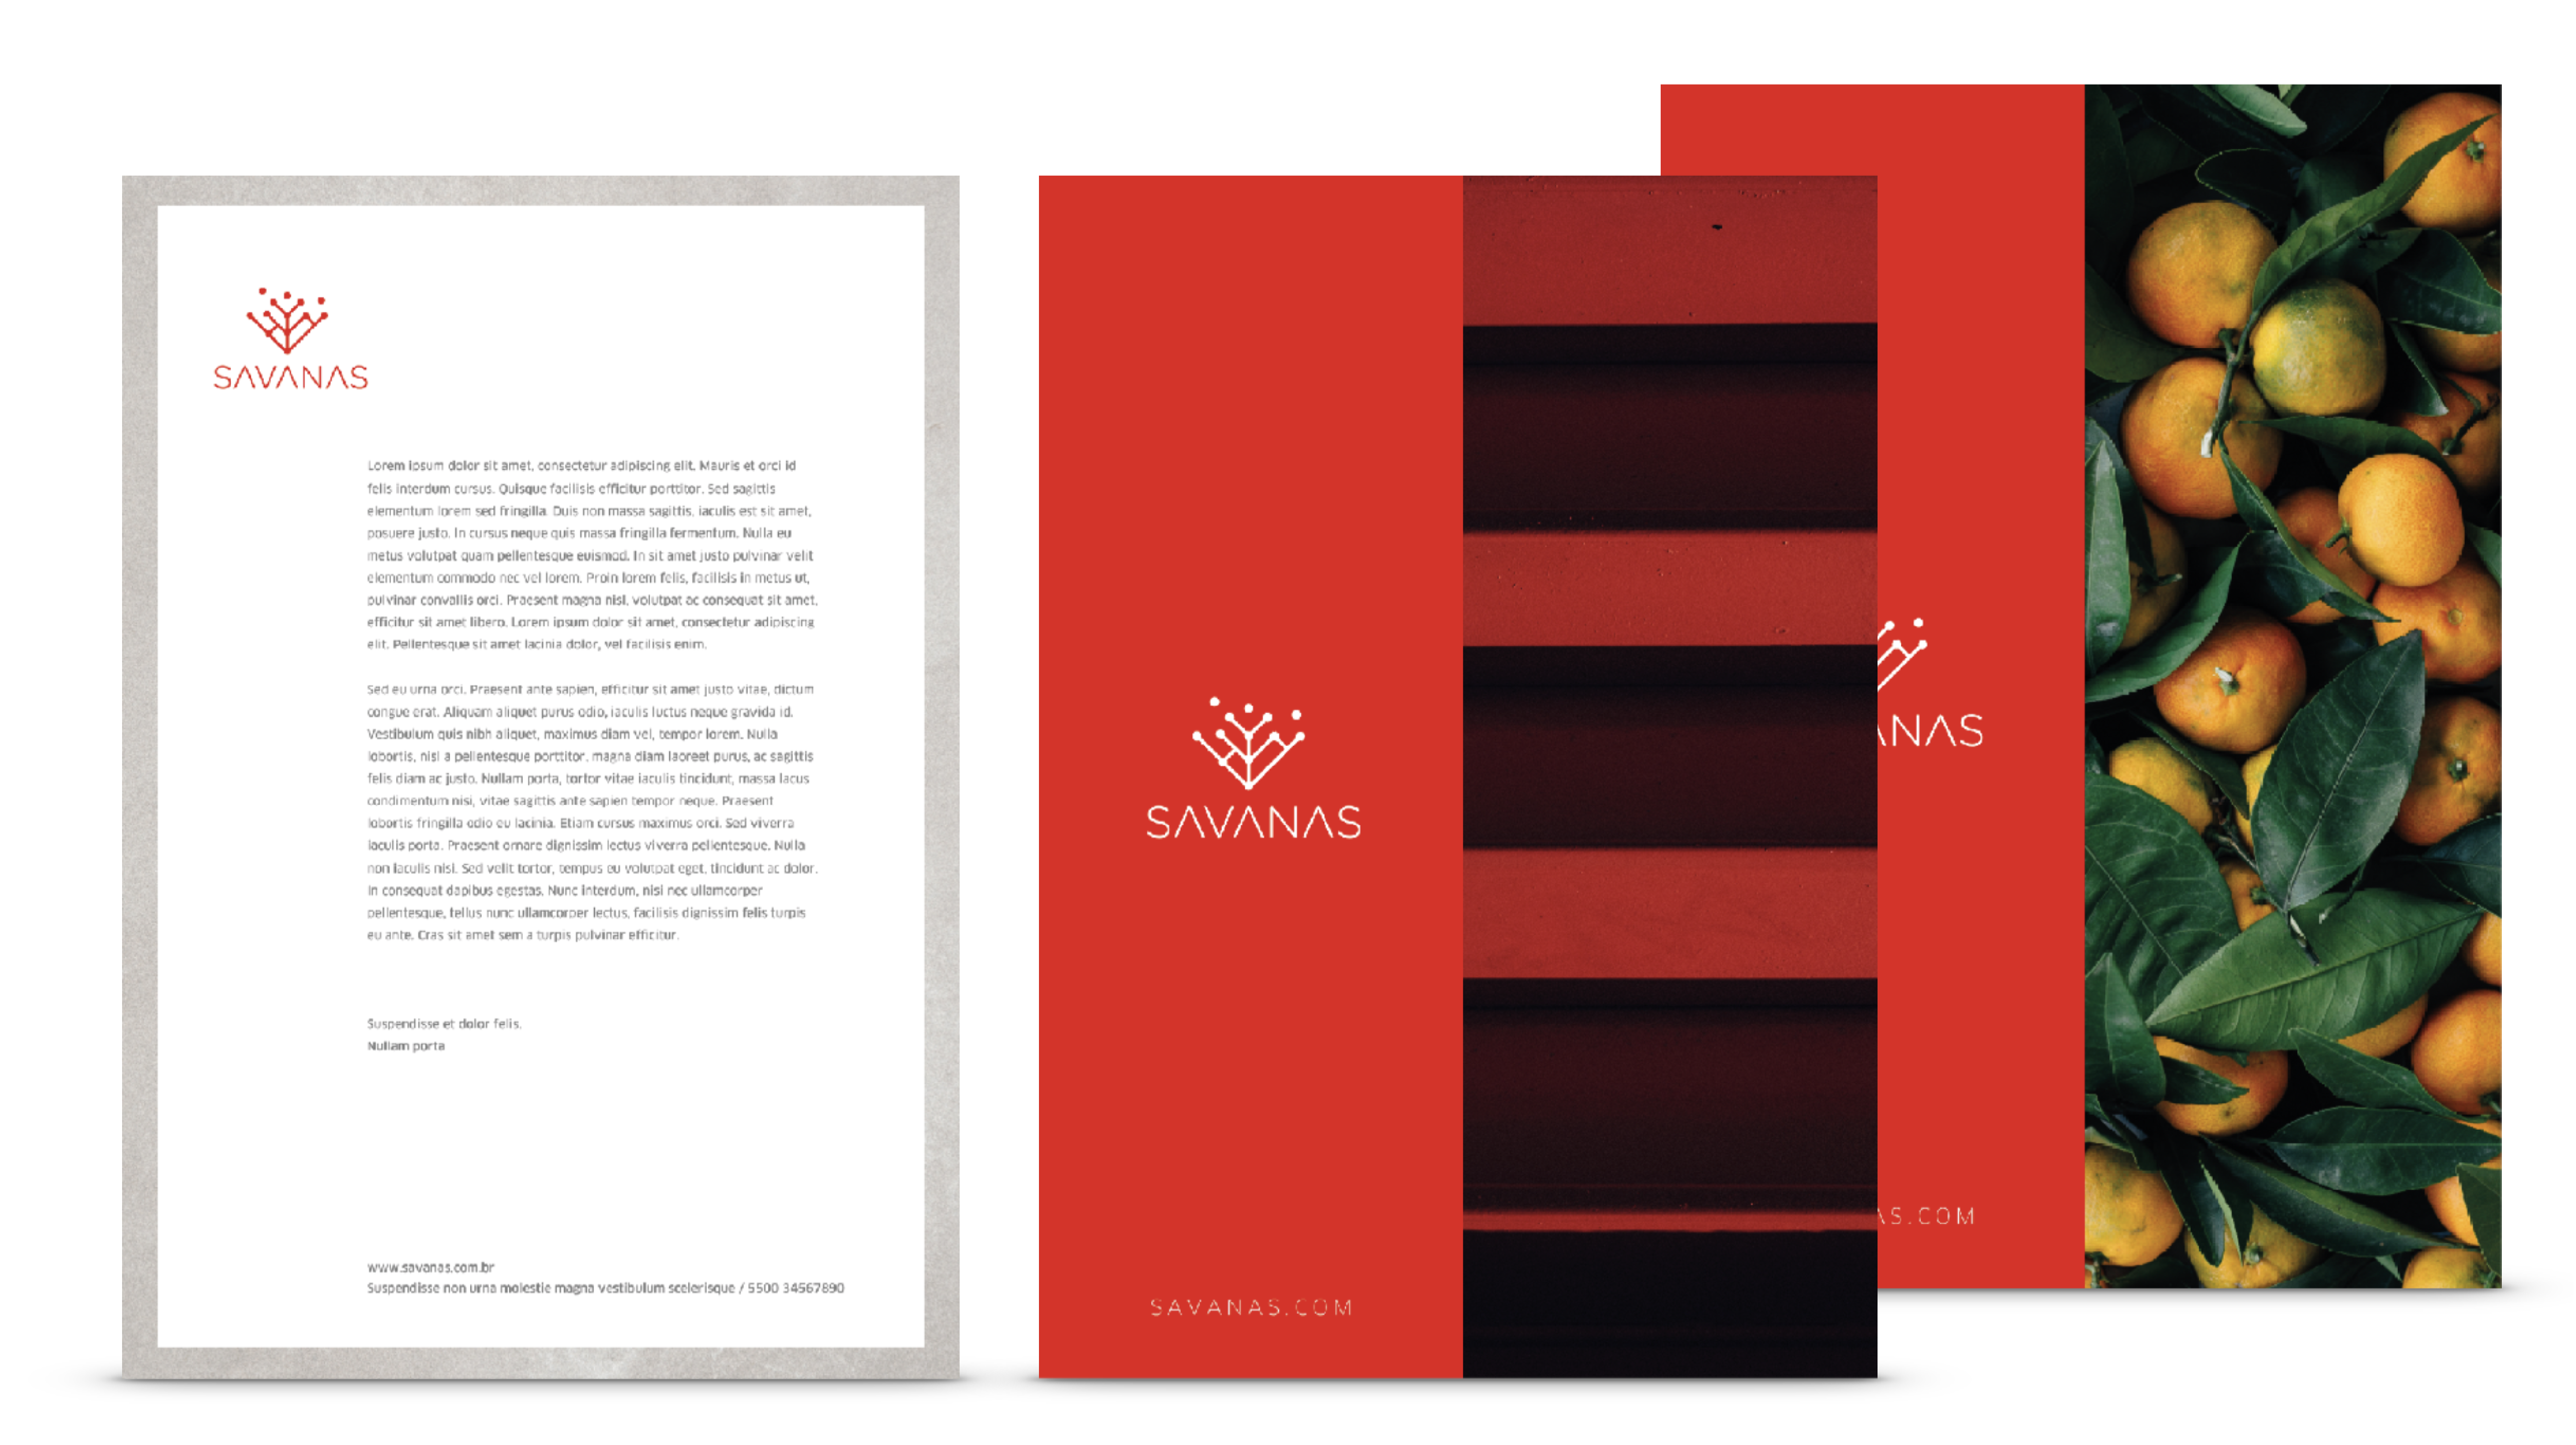 SAVANAS
Lorem ipsum dolor sit amet, consectetur adipiscing elit. Mauris et orci id
felis interdum cursus. Quisque facilisis efficitur porttitor. Sed sagittis
elementum lorem sed fringilla. Duis non massa sagittis, iaculis est sit amet,
posuere justo. In cursus neque quis massa fringilla fermentum. Nulla eu
metus volutpat quam pellentesque euismod. In sit amet justo pulvinar velit
elementum commodo nec vel lorem. Proin lorem felis, facilisis in metus ut,
pulvinar convallis orci. Praesent magna nisl, volutpat ac consequat sit amet,
efficitur sit amet libero. Lorem ipsum dolor sit amet, consectetur adipiscing
elit. Pellentesque sit amet lacinia dolor, vel facilisis enim.
Sed eu urna orci. Praesent ante sapien, efficitur sit amet justo vitae, dictum
congue erat. Aliquam aliquet purus odio, iaculis luctus neque gravida id.
Vestibulum quis nibh aliquet, maximus diam vel, tempor lorem. Nulla
lobortis, nisl a pellentesque porttitor, magna diam laoreet purus, ac sagittis
felis diam ac justo. Nullam porta, tortor vitae iaculis tincidunt, massa lacus
condimentum nisi, vitae sagittis ante sapien tempor neque. Praesent
lobortis fringilla odio eu lacinia. Etiam cursus maximus orci. Sed viverra
iaculis porta. Praesent ornare dignissim lectus viverra pellentesque. Nulla
non iaculis nisl. Sed velit tortor, tempus eu volutpat eget, tincidunt ac dolor.
In consequat dapibus egestas. Nunc interdum, nisi nec ullamcorper
pellentesque, tellus nunc ullamcorper lectus, facilisis dignissim felis turpis
eu ante. Cras sit amet sem a turpis pulvinar efficitur.
Suspendisse et dolor felis.
Nullam porta
www.savanas.com.br
Suspendisse non urna molestie magna vestibulum scelerisque / 5500 34567890
SAVANAS
SAVANAS.COM
ANAS
AS.COM